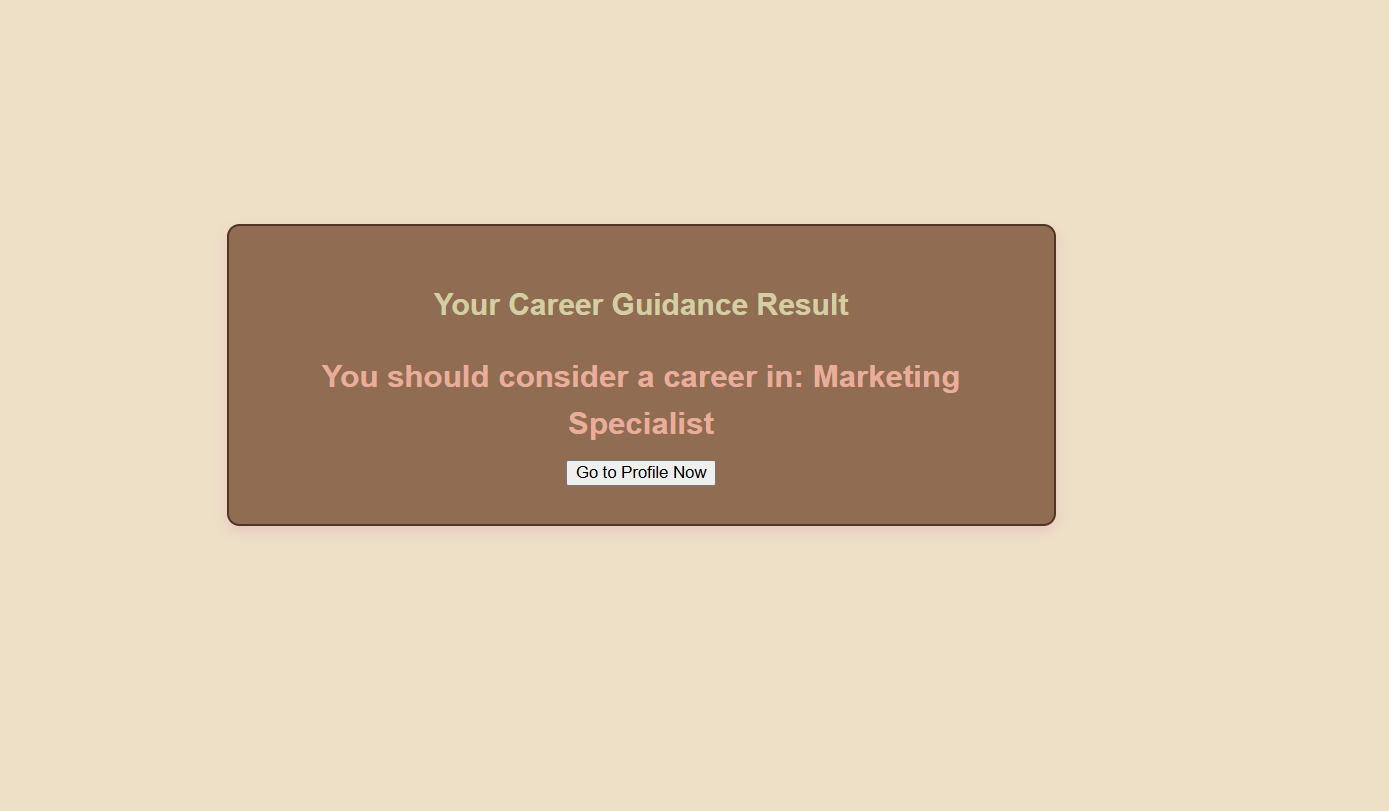 Your Career Guidance Result
You should consider a career in: Marketing
Specialist
Go to Profile Now